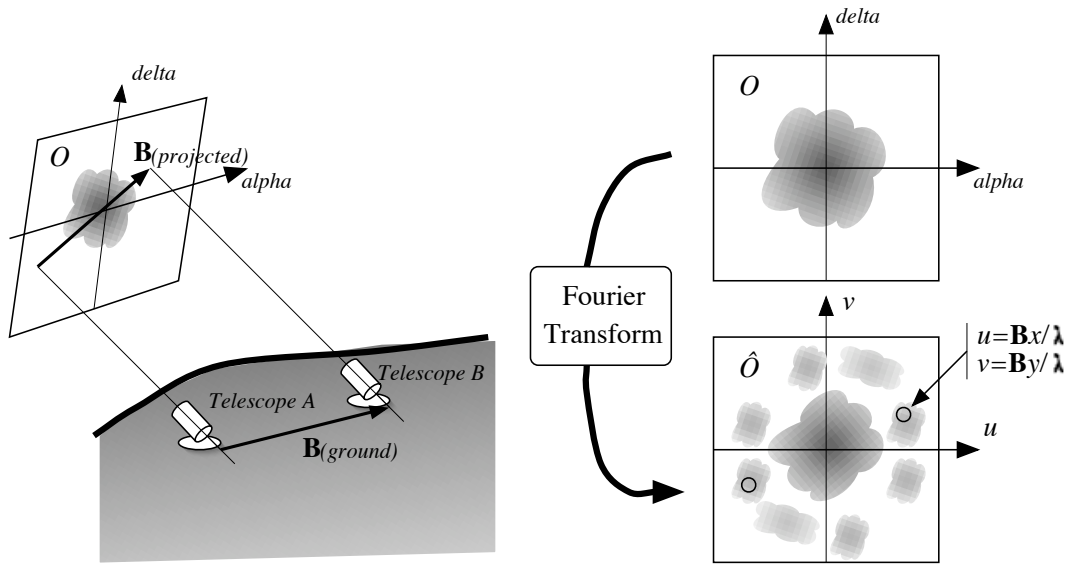 delta
O
B(projected)
alpha
Telescope A
Telescope B
B(ground)
Fourier
Transform
delta
O
alpha
v
Ô
u=Bx/λ
v=By/λ
u